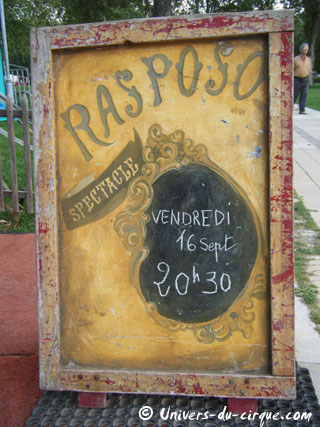 RASPOSO
SPECTACLE
VENDREDI
16 Sept
20h30
© Univers-du-cirque.com